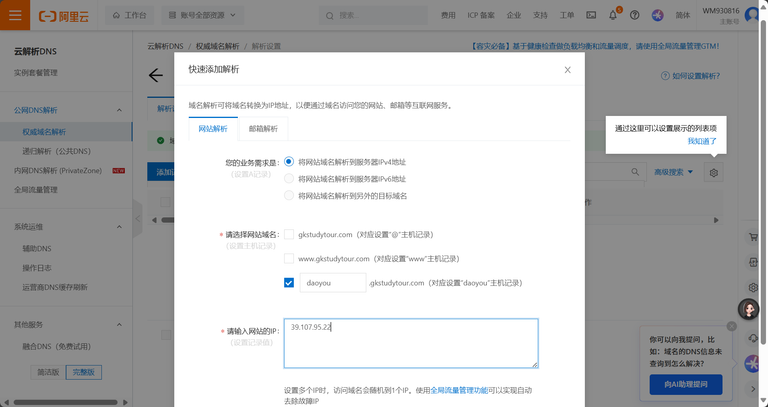 阿里云
工作台
账号全部资源
搜索...
费用
ICP 备案
企业
支持
工单
5
简体
WM930816
主账号
云解析DNS
实例套餐管理
公网DNS解析
权威域名解析
递归解析（公共DNS）
内网DNS解析 (PrivateZone)
NEW
全局流量管理
系统运维
辅助DNS
操作日志
运营商DNS缓存刷新
其他服务
融合DNS（免费试用）
简洁版
完整版
云解析DNS / 权威域名解析 / 解析设置
【容灾必备】基于健康检查做负载均衡和流量调度，请使用全局流量管理GTM！
如何设置解析？
通过这里可以设置展示的列表项
我知道了
高级搜索
快速添加解析
域名解析可将域名转换为IP地址，以便通过域名访问您的网站、邮箱等互联网服务。
网站解析
邮箱解析
您的业务需求是:
（设置A记录）
将网站域名解析到服务器IPv4地址
将网站域名解析到服务器IPv6地址
将网站域名解析到另外的目标域名
* 请选择网站域名:
（设置主机记录）
gkstudytour.com（对应设置"@"主机记录）
www.gkstudytour.com（对应设置"www"主机记录）
daoyou .gkstudytour.com（对应设置"daoyou"主机记录）
* 请输入网站的IP:
（设置记录值）
39.107.95.22
设置多个IP时，访问域名会随机到1个IP，使用全局流量管理功能可以实现自动
去除故障IP
你可以向我提问，比
如：域名的DNS信息未
查询到怎么解决？
向AI助理提问